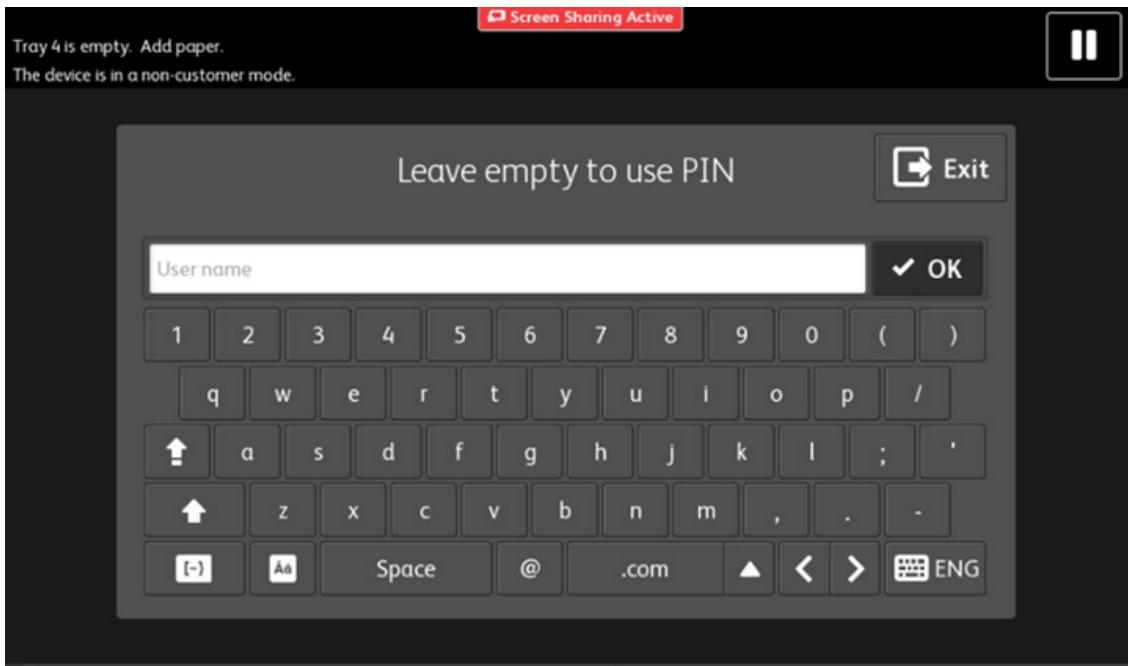 Screen Sharing Active
Tray 4 is empty. Add paper.
The device is in a non-customer mode.
Leave empty to use PIN
Exit
User name
OK
1 2 3 4 5 6 7 8 9 0 ( )
q w e r t y u i o p /
a s d f g h j k l ; '
z x c v b n m , . -
[~} Áá Space @ .com ENG